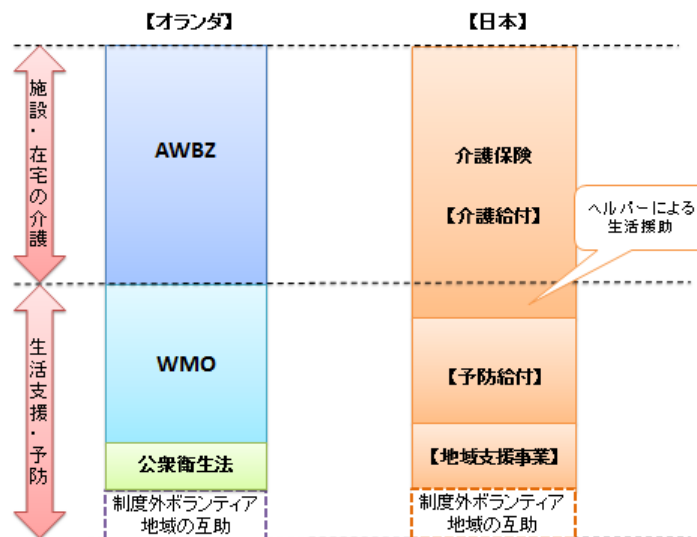 【オランダ】
【日本】
施設・在宅の介護
AWBZ
介護保険
【介護給付】
ヘルパーによる
生活援助
生活支援・予防
WMO
【予防給付】
公衆衛生法
【地域支援事業】
制度外ボランティア
地域の互助
制度外ボランティア
地域の互助